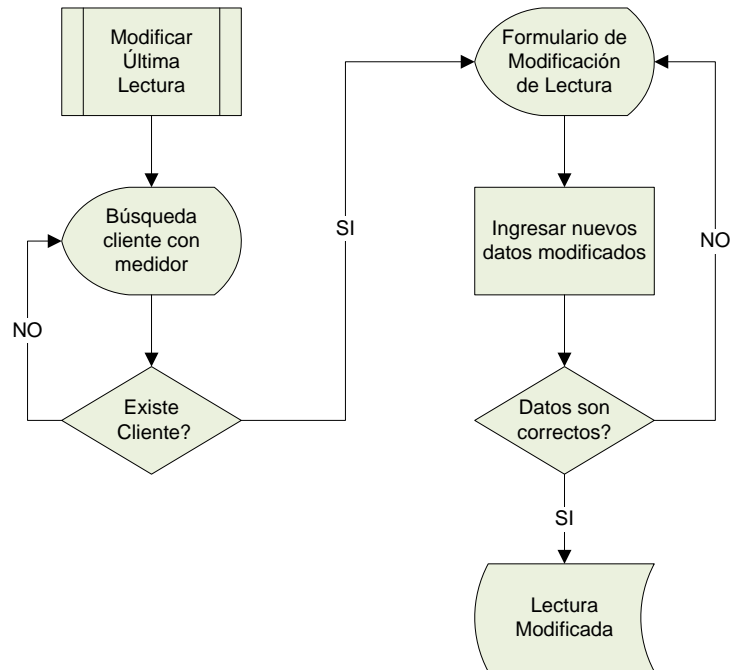 Modificar
Última
Lectura
Búsqueda
cliente con
medidor
NO
Existe
Cliente?
SI
Formulario de
Modificación
de Lectura
Ingresar nuevos
datos modificados
NO
Datos son
correctos?
SI
Lectura
Modificada